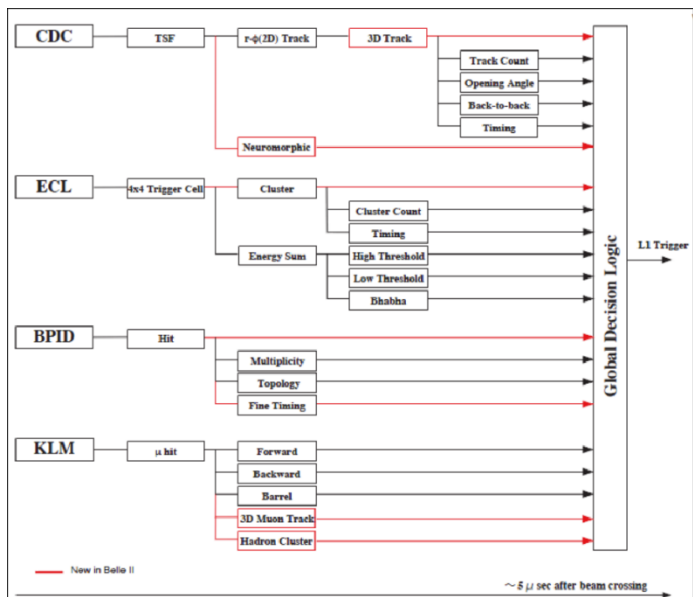 CDC
TSF
r-ϕ(2D) Track
3D Track
Track Count
Opening Angle
Back-to-back
Timing
Neuromorphic
ECL
4x4 Trigger Cell
Cluster
Cluster Count
Timing
Energy Sum
High Threshold
Low Threshold
Bhabha
BPID
Hit
Multiplicity
Topology
Fine Timing
KLM
μ hit
Forward
Backward
Barrel
3D Muon Track
Hadron Cluster
Global Decision Logic
L1 Trigger
New in Belle II
~ 5 μ sec after beam crossing